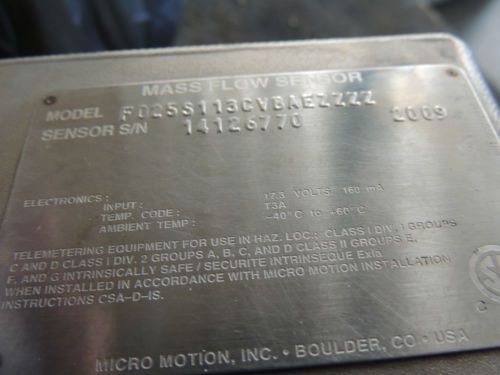 MASS FLOW SENSOR
MODEL F025S113CVBAEZZZZ 2009
SENSOR S/N 14126770
ELECTRONICS:
INPUT: 17.3 VOLTS: 160 mA
TEMP. CODE: T3A
AMBIENT TEMP: -40°C to +60°C
TELEMETERING EQUIPMENT FOR USE IN HAZ. LOC.; CLASS I DIV. 1 GROUPS
C AND D CLASS I DIV. 2 GROUPS A, B, C, AND D CLASS II GROUPS E,
F, AND G INTRINSICALLY SAFE / SECURITE INTRINSEQUE Exia
WHEN INSTALLED IN ACCORDANCE WITH MICRO MOTION INSTALLATION
INSTRUCTIONS CSA-D-IS.
C
MICRO MOTION, INC. • BOULDER, CO • USA